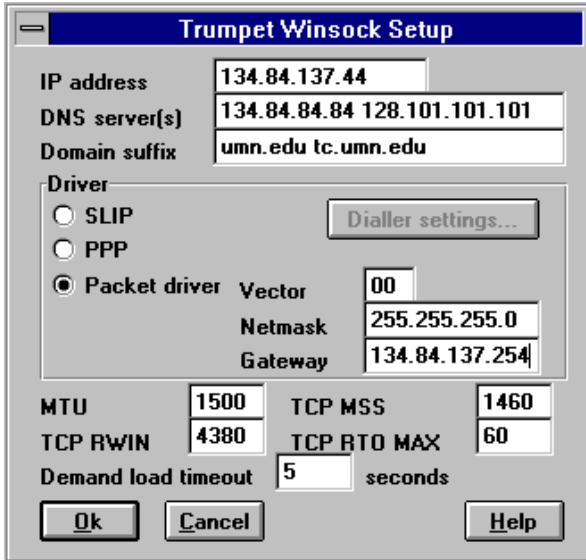 Trumpet Winsock Setup
IP address 134.84.137.44
DNS server(s) 134.84.84.84 128.101.101.101
Domain suffix umn.edu tc.umn.edu
Driver
SLIP Dialler settings...
PPP
Packet driver Vector 00
Netmask 255.255.255.0
Gateway 134.84.137.254
MTU 1500 TCP MSS 1460
TCP RWIN 4380 TCP RTO MAX 60
Demand load timeout 5 seconds
Ok Cancel Help